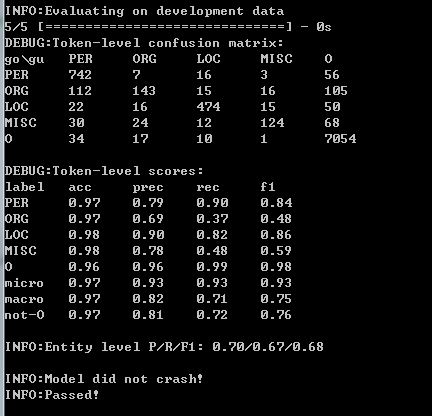 INFO:Evaluating on development data
5/5 [==============================] - 0s
DEBUG:Token-level confusion matrix:
go\gu PER ORG LOC MISC O
PER 742 7 16 3 56
ORG 112 143 15 16 105
LOC 22 16 474 15 50
MISC 30 24 12 124 68
O 34 17 10 1 7054
DEBUG:Token-level scores:
label acc prec rec f1
PER 0.97 0.79 0.90 0.84
ORG 0.97 0.69 0.37 0.48
LOC 0.98 0.90 0.82 0.86
MISC 0.98 0.78 0.48 0.59
O 0.96 0.96 0.99 0.98
micro 0.97 0.93 0.93 0.93
macro 0.97 0.82 0.71 0.75
not-O 0.97 0.81 0.72 0.76
INFO:Entity level P/R/F1: 0.70/0.67/0.68
INFO:Model did not crash!
INFO:Passed!